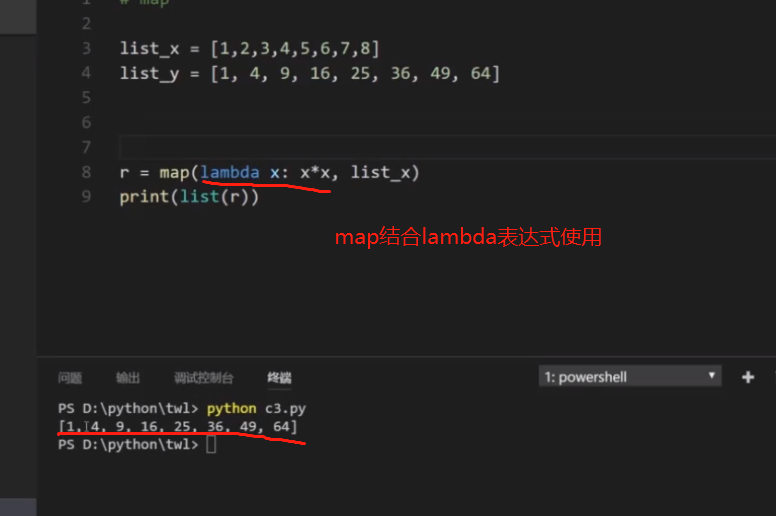 1 # map
2
3 list_x = [1,2,3,4,5,6,7,8]
4 list_y = [1, 4, 9, 16, 25, 36, 49, 64]
5
6
7
8 r = map(lambda x: x*x, list_x)
9 print(list(r))
map结合lambda表达式使用
问题 输出 调试控制台 终端 1: powershell
PS D:\python\twl> python c3.py
[1, 4, 9, 16, 25, 36, 49, 64]
PS D:\python\twl>